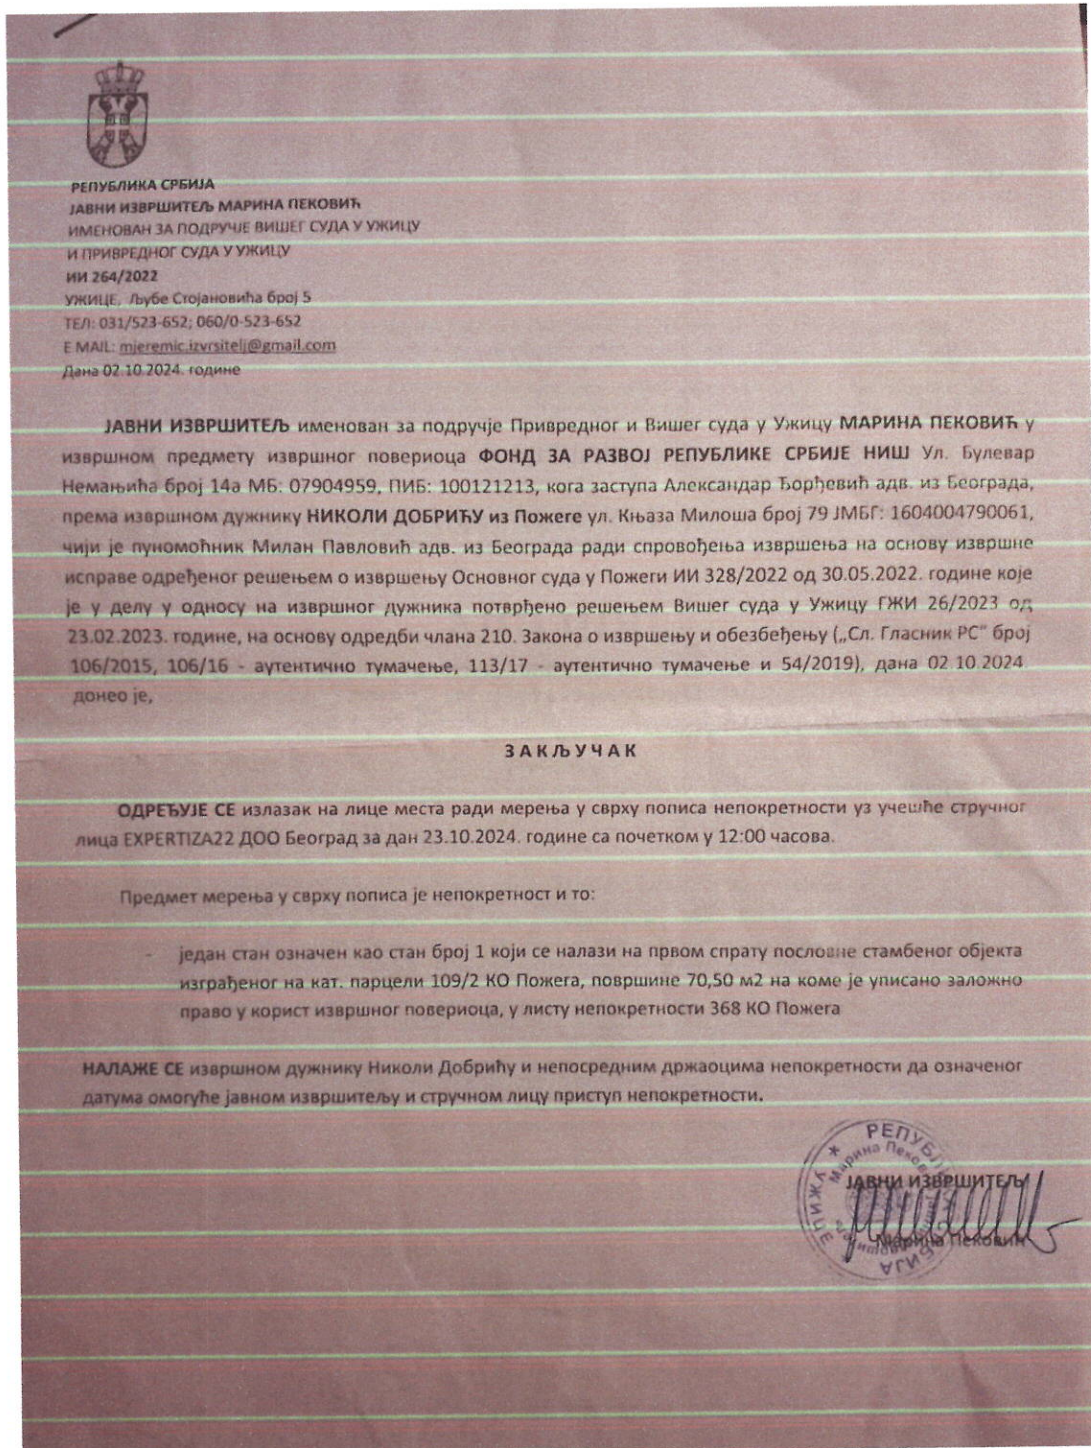 РЕПУБЛИКА СРБИЈА
ЈАВНИ ИЗВРШИТЕЉ МАРИНА ПЕКОВИЋ
ИМЕНОВАН ЗА ПОДРУЧЈЕ ВИШЕГ СУДА У УЖИЦУ
И ПРИВРЕДНОГ СУДА У УЖИЦУ
ИИ 264/2022
УЖИЦЕ, Љубе Стојановића број 5
ТЕЛ: 031/523-652; 060/0-523-652
E MAIL: mjeremic.izvrsitelj@gmail.com
Дана 02.10.2024. године
ЈАВНИ ИЗВРШИТЕЉ именован за подручје Привредног и Вишег суда у Ужицу МАРИНА ПЕКОВИЋ у
извршном предмету извршног повериоца ФОНД ЗА РАЗВОЈ РЕПУБЛИКЕ СРБИЈЕ НИШ Ул. Булевар
Немањића број 14а МБ: 07904959, ПИБ: 100121213, кога заступа Александар Ђорђевић адв. из Београда,
према извршном дужнику НИКОЛИ ДОБРИЋУ из Пожеге ул. Књаза Милоша број 79 ЈМБГ: 1604004790061,
чији је пуномоћник Милан Павловић адв. из Београда ради спровођења извршења на основу извршне
исправе одређеног решењем о извршењу Основног суда у Пожеги ИИ 328/2022 од 30.05.2022. године које
је у делу у односу на извршног дужника потврђено решењем Вишег суда у Ужицу ГЖИ 26/2023 од
23.02.2023. године, на основу одредби члана 210. Закона о извршењу и обезбеђењу („Сл. Гласник РС" број
106/2015, 106/16 - аутентично тумачење, 113/17 - аутентично тумачење и 54/2019), дана 02.10.2024
донео је,
З А К Љ У Ч А К
ОДРЕЂУЈЕ СЕ излазак на лице места ради мерења у сврху пописа непокретности уз учешће стручног
лица EXPERTIZA22 ДОО Београд за дан 23.10.2024. године са почетком у 12:00 часова.
Предмет мерења у сврху пописа је непокретност и то:
- један стан означен као стан број 1 који се налази на првом спрату пословне стамбеног објекта
изграђеног на кат. парцели 109/2 КО Пожега, површине 70,50 м2 на коме је уписано заложно
право у корист извршног повериоца, у листу непокретности 368 КО Пожега
НАЛАЖЕ СЕ извршном дужнику Николи Добрићу и непосредним држаоцима непокретности да означеног
датума омогуће јавном извршитељу и стручном лицу приступ непокретности.
ЈАВНИ ИЗВРШИТЕЉ
Марина Пековић